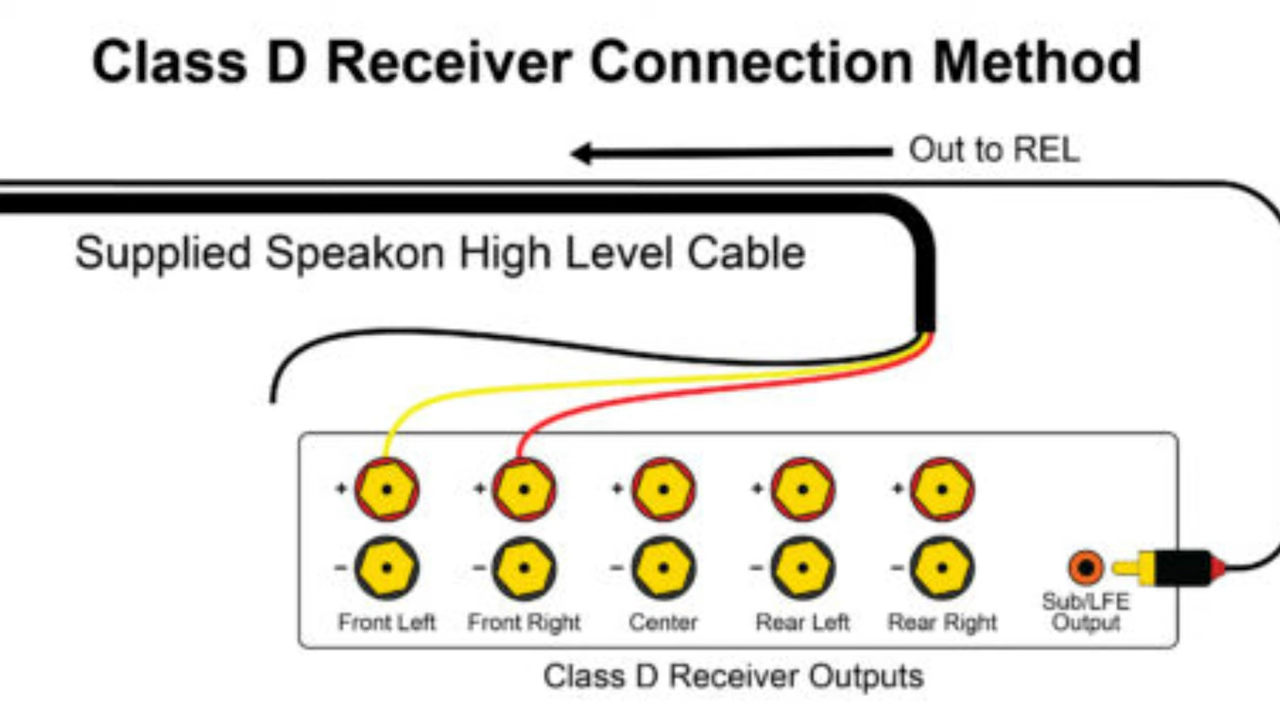 Class D Receiver Connection Method
Out to REL
Supplied Speakon High Level Cable
+ + + + +
− − − − −
Front Left Front Right Center Rear Left Rear Right
Sub/LFE
Output
Class D Receiver Outputs